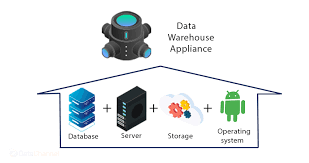 Data
Warehouse
Appliance
Database + Server + Storage + Operating
system